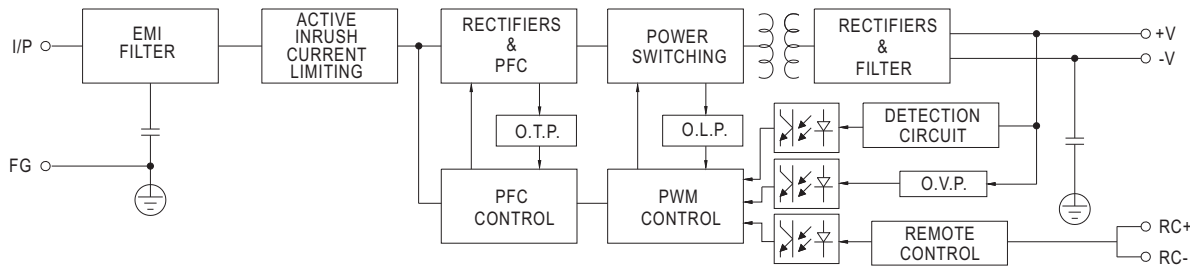 I/P
EMI
FILTER
ACTIVE
INRUSH
CURRENT
LIMITING
RECTIFIERS
&
PFC
POWER
SWITCHING
RECTIFIERS
&
FILTER
+V
-V
O.T.P.
O.L.P.
DETECTION
CIRCUIT
FG
PFC
CONTROL
PWM
CONTROL
O.V.P.
REMOTE
CONTROL
RC+
RC-